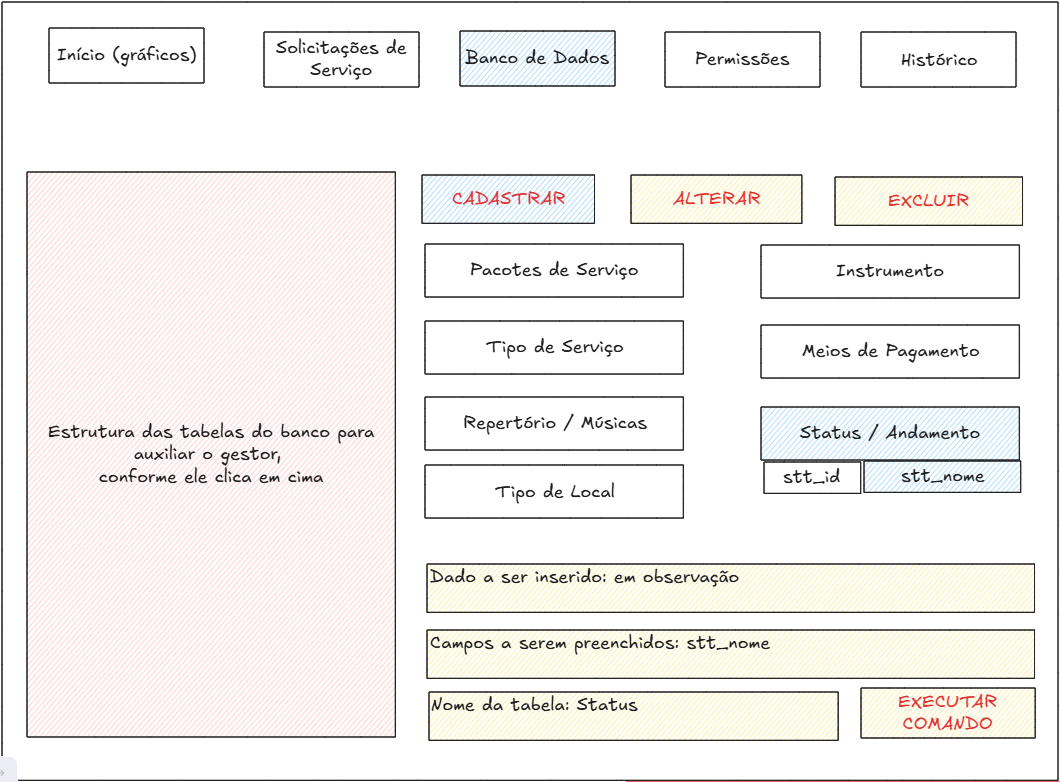 Início (gráficos)
Solicitações de
Serviço
Banco de Dados
Permissões
Histórico
CADASTRAR
ALTERAR
EXCLUIR
Pacotes de Serviço
Instrumento
Tipo de Serviço
Meios de Pagamento
Repertório / Músicas
Status / Andamento
Tipo de Local
stt_id
stt_nome
Estrutura das tabelas do banco para
auxiliar o gestor,
conforme ele clica em cima
Dado a ser inserido: em observação
Campos a serem preenchidos: stt_nome
Nome da tabela: Status
EXECUTAR
COMANDO